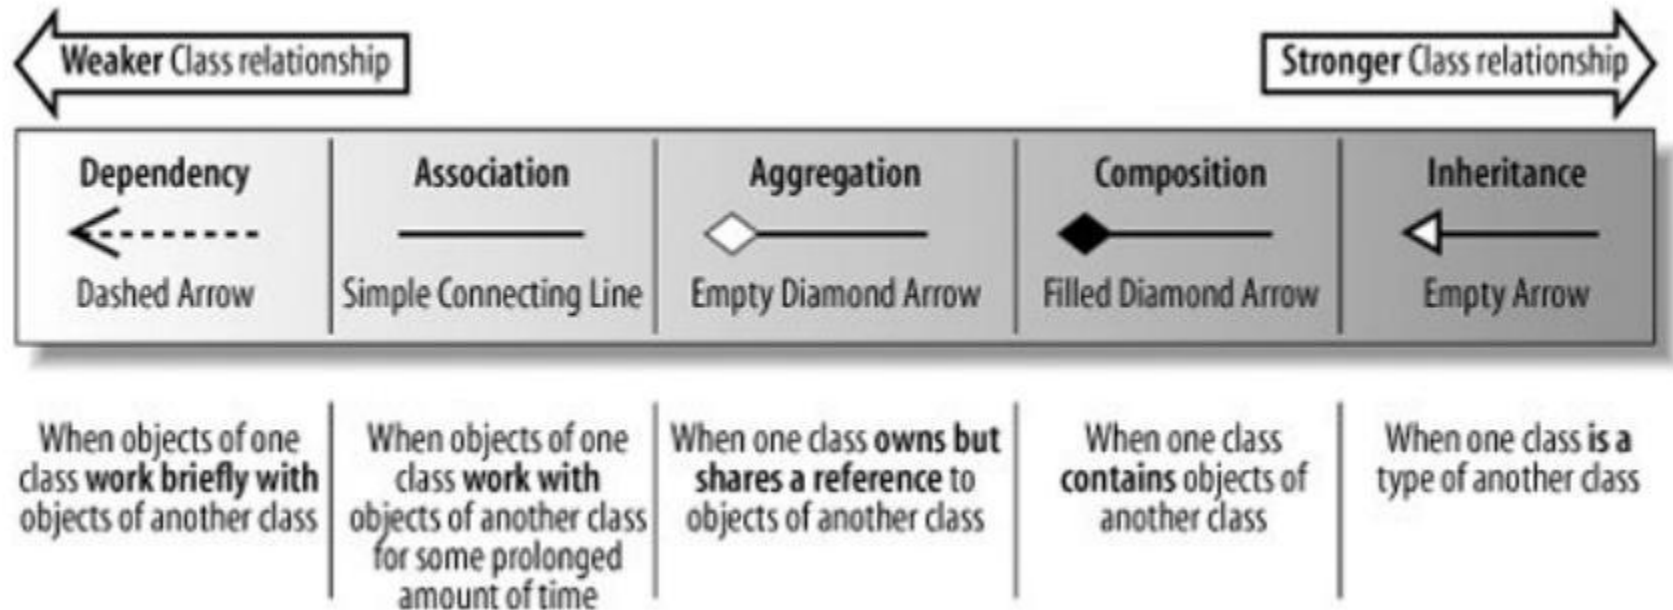 Weaker Class relationship
Stronger Class relationship
Dependency
Dashed Arrow
Association
Simple Connecting Line
Aggregation
Empty Diamond Arrow
Composition
Filled Diamond Arrow
Inheritance
Empty Arrow
When objects of one
class work briefly with
objects of another class
When objects of one
class work with
objects of another class
for some prolonged
amount of time
When one class owns but
shares a reference to
objects of another class
When one class
contains objects of
another class
When one class is a
type of another class